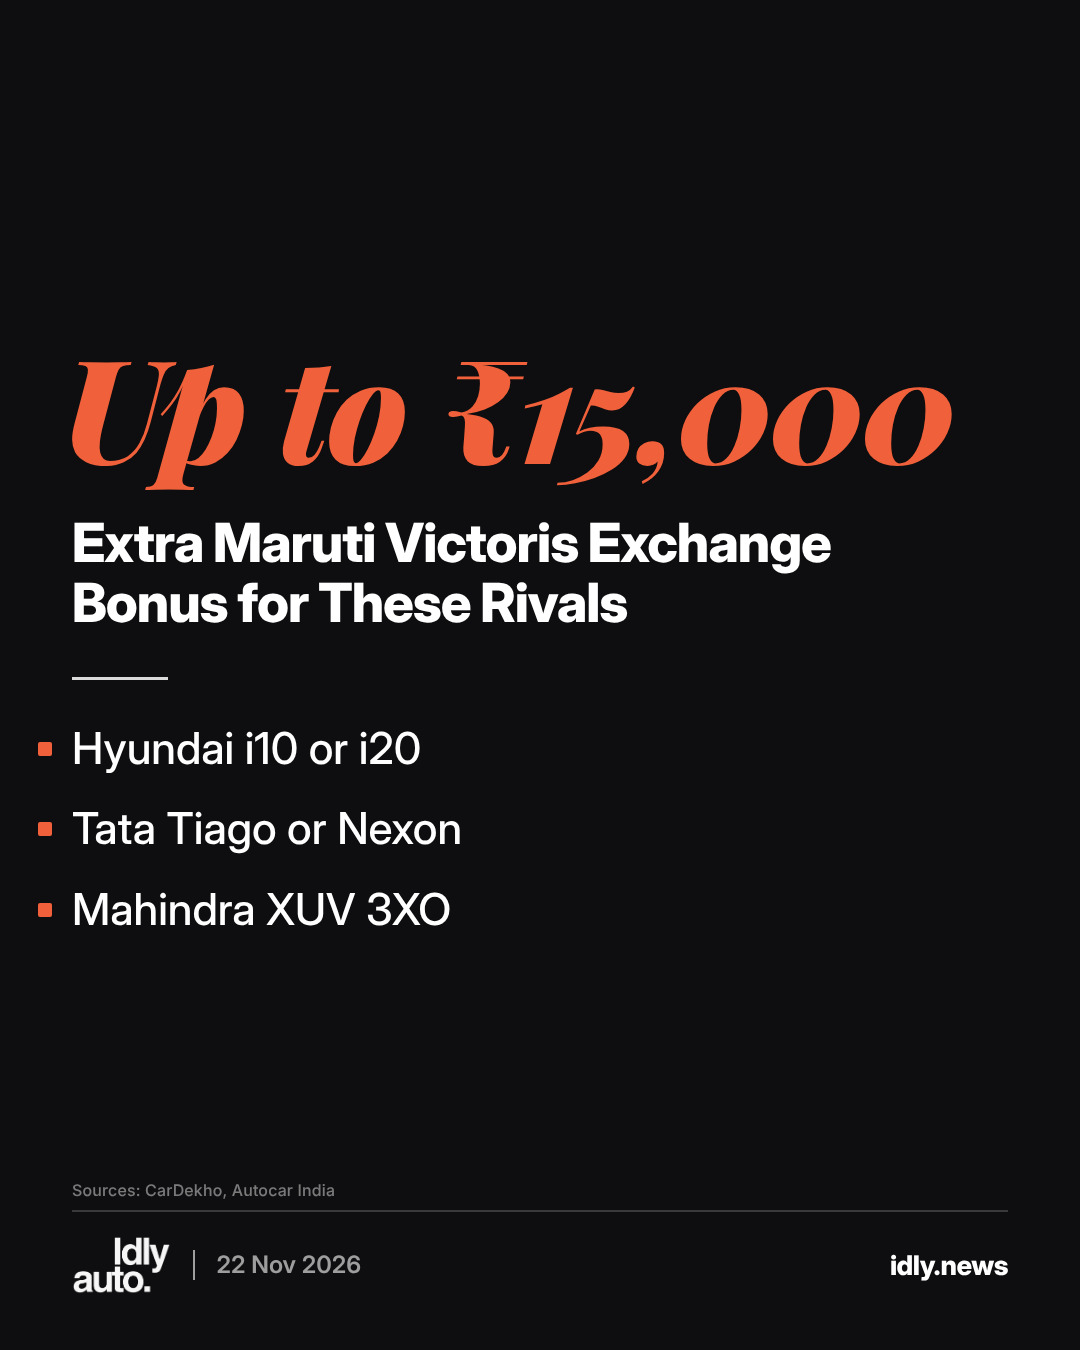 Up to ₹15,000
Extra Maruti Victoris Exchange
Bonus for These Rivals
Hyundai i10 or i20
Tata Tiago or Nexon
Mahindra XUV 3XO
Sources: CarDekho, Autocar India
Idly
auto.
22 Nov 2026
idly.news